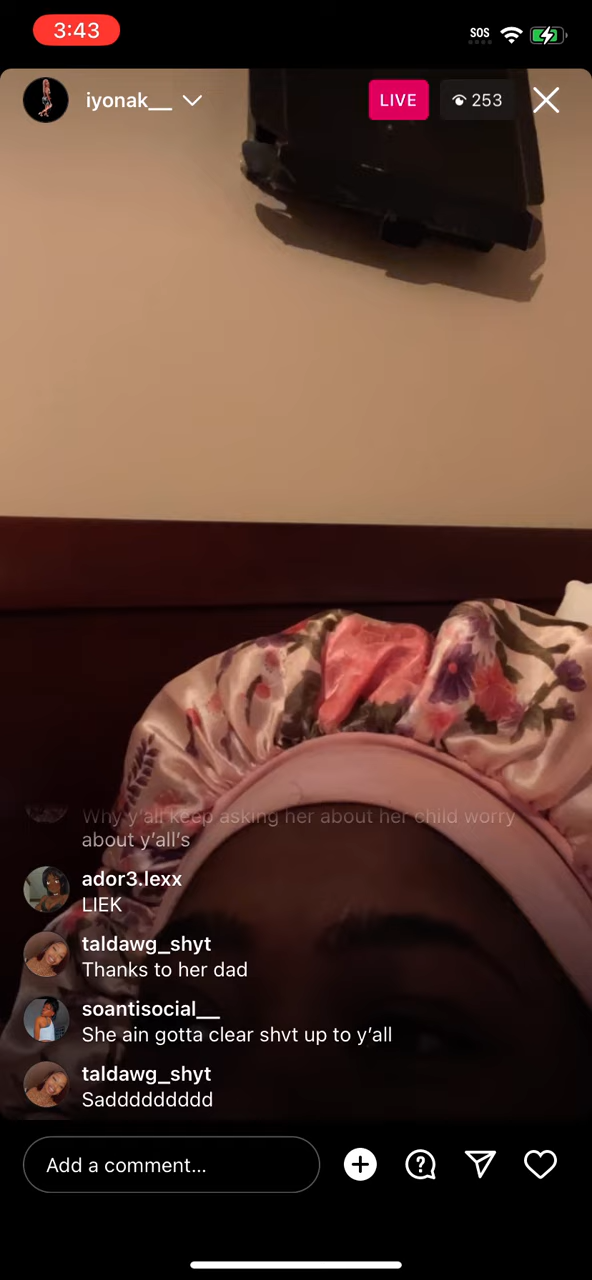 3:43
SOS
iyonak__
LIVE
253
Why y'all keep asking her about her child worry
about y'all's
ador3.lexx
LIEK
taldawg_shyt
Thanks to her dad
soantisocial__
She ain gotta clear shvt up to y'all
taldawg_shyt
Sadddddddddd
Add a comment...